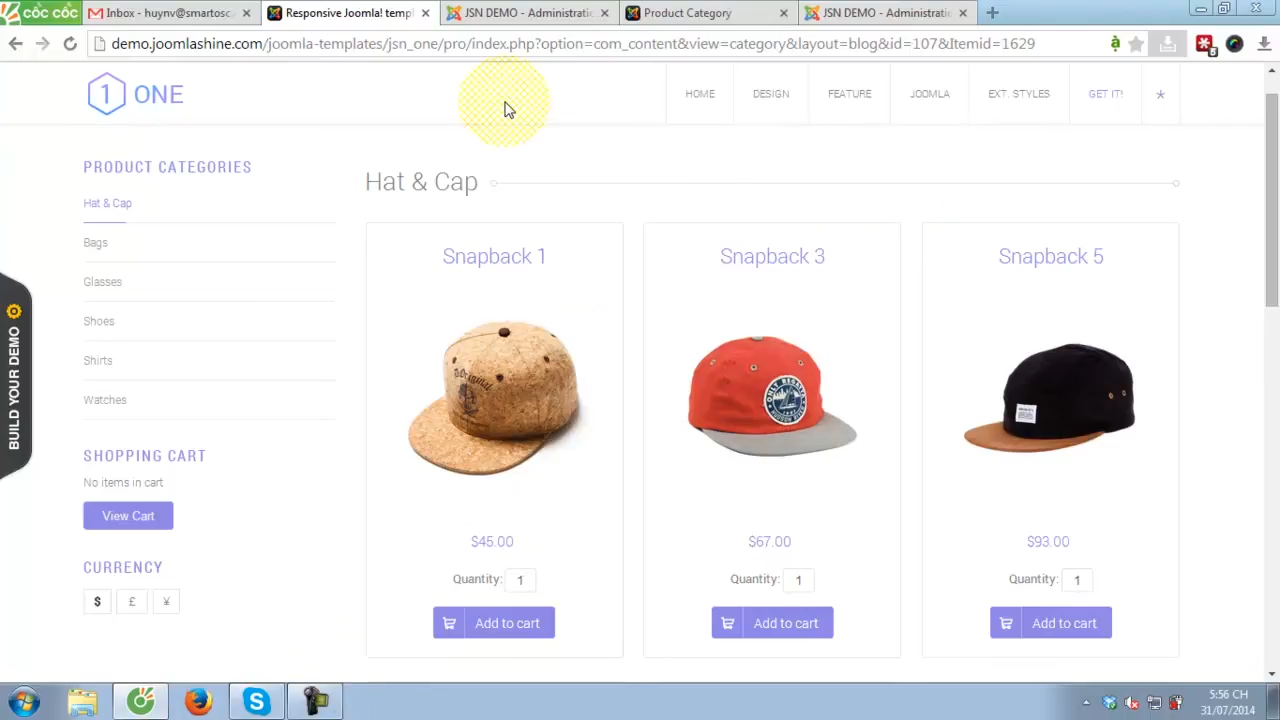 cốc cốc
Inbox - huynv@smartosc.
Responsive Joomla! templ
JSN DEMO - Administratio
Product Category
JSN DEMO - Administratio
demo.joomlashine.com/joomla-templates/jsn_one/pro/index.php?option=com_content&view=category&layout=blog&id=107&Itemid=1629
1 ONE
HOME
DESIGN
FEATURE
JOOMLA
EXT. STYLES
GET IT!
*
PRODUCT CATEGORIES
Hat & Cap
Bags
Glasses
Shoes
Shirts
Watches
SHOPPING CART
No items in cart
View Cart
CURRENCY
$ £ ¥
BUILD YOUR DEMO
Hat & Cap
Snapback 1
$45.00
Quantity: 1
Add to cart
Snapback 3
$67.00
Quantity: 1
Add to cart
Snapback 5
$93.00
Quantity: 1
Add to cart
5:56 CH
31/07/2014